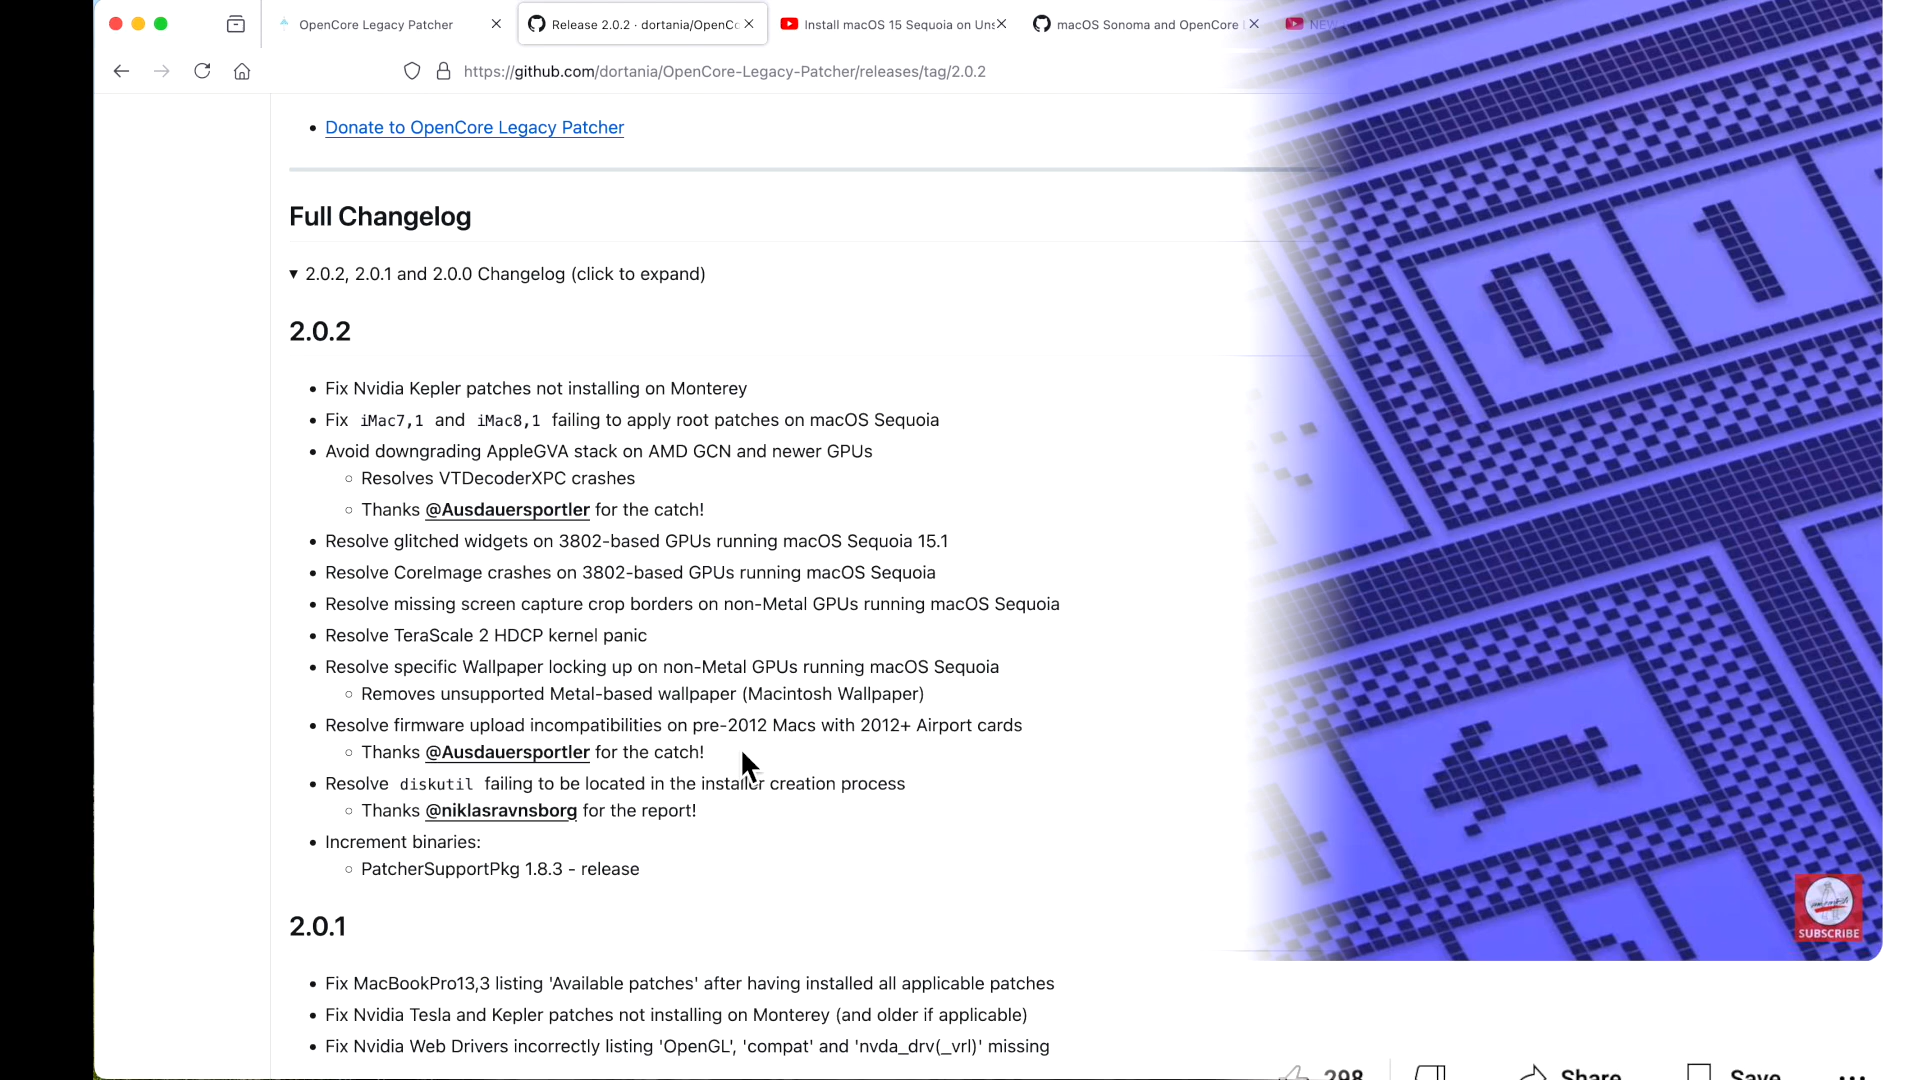 OpenCore Legacy Patcher
Release 2.0.2 · dortania/OpenCo
Install macOS 15 Sequoia on Uns
macOS Sonoma and OpenCore
NEW
https://github.com/dortania/OpenCore-Legacy-Patcher/releases/tag/2.0.2
• Donate to OpenCore Legacy Patcher
Full Changelog
▼ 2.0.2, 2.0.1 and 2.0.0 Changelog (click to expand)
2.0.2
• Fix Nvidia Kepler patches not installing on Monterey
• Fix iMac7,1 and iMac8,1 failing to apply root patches on macOS Sequoia
• Avoid downgrading AppleGVA stack on AMD GCN and newer GPUs
◦ Resolves VTDecoderXPC crashes
◦ Thanks @Ausdauersportler for the catch!
• Resolve glitched widgets on 3802-based GPUs running macOS Sequoia 15.1
• Resolve CoreImage crashes on 3802-based GPUs running macOS Sequoia
• Resolve missing screen capture crop borders on non-Metal GPUs running macOS Sequoia
• Resolve TeraScale 2 HDCP kernel panic
• Resolve specific Wallpaper locking up on non-Metal GPUs running macOS Sequoia
◦ Removes unsupported Metal-based wallpaper (Macintosh Wallpaper)
• Resolve firmware upload incompatibilities on pre-2012 Macs with 2012+ Airport cards
◦ Thanks @Ausdauersportler for the catch!
• Resolve diskutil failing to be located in the installer creation process
◦ Thanks @niklasravnsborg for the report!
• Increment binaries:
◦ PatcherSupportPkg 1.8.3 - release
2.0.1
• Fix MacBookPro13,3 listing 'Available patches' after having installed all applicable patches
• Fix Nvidia Tesla and Kepler patches not installing on Monterey (and older if applicable)
• Fix Nvidia Web Drivers incorrectly listing 'OpenGL', 'compat' and 'nvda_drv(_vrl)' missing
0 1
SUBSCRIBE
298
Share
Save